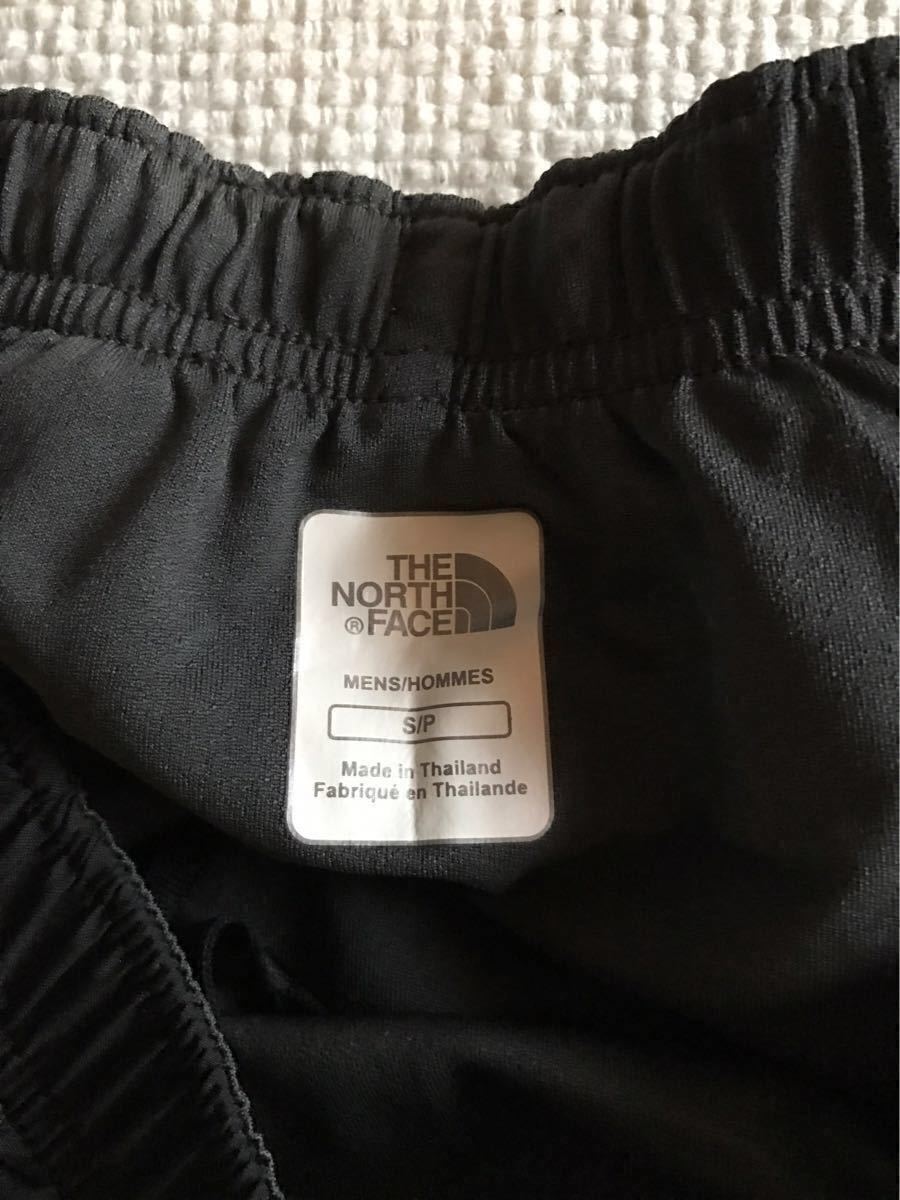 THE
NORTH
® FACE
MENS/HOMMES
S/P
Made in Thailand
Fabriqué en Thailande